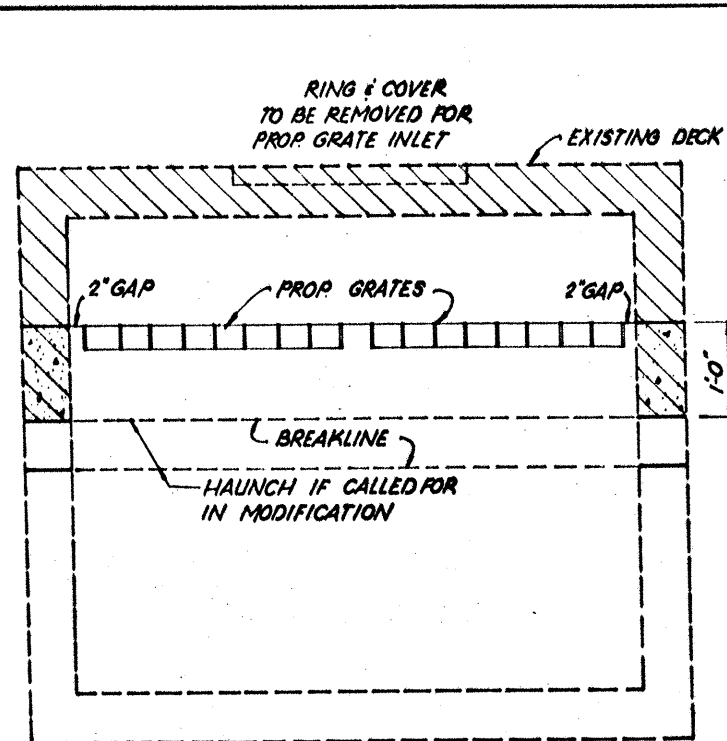 RING & COVER
TO BE REMOVED FOR
PROP. GRATE INLET
EXISTING DECK
2" GAP
PROP. GRATES
2" GAP
1'-0"
BREAKLINE
HAUNCH IF CALLED FOR
IN MODIFICATION